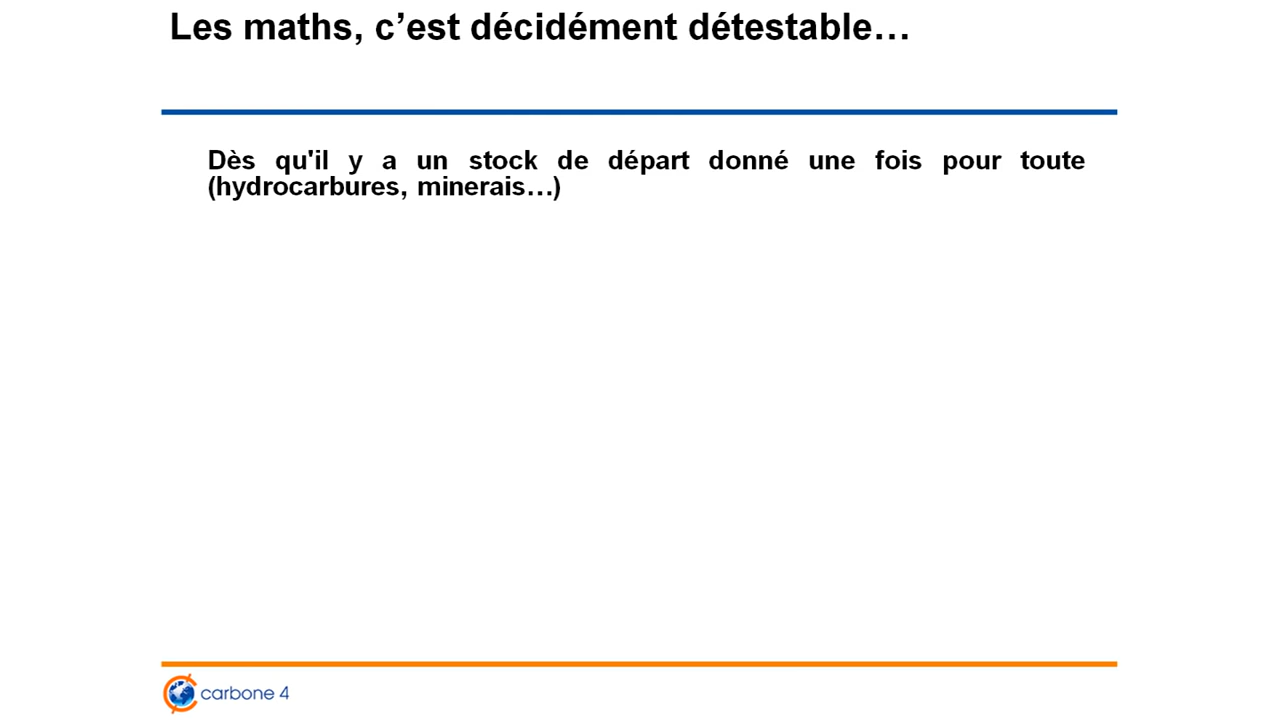 Les maths, c’est décidément détestable…
Dès qu'il y a un stock de départ donné une fois pour toute
(hydrocarbures, minerais…)
carbone 4